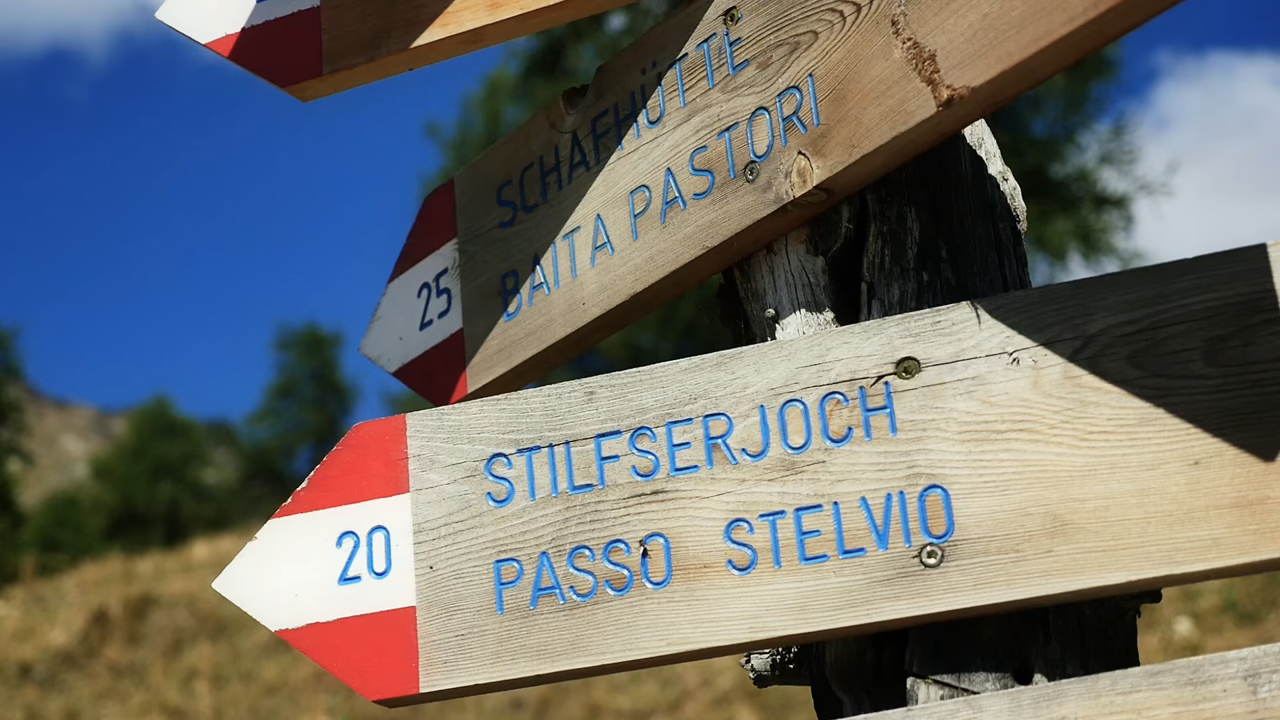 SCHAFHÜTTE
BAITA PASTORI
25
STILFSERJOCH
20
PASSO STELVIO